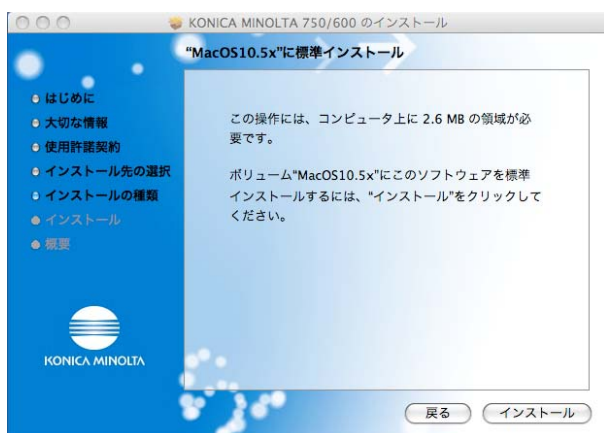 KONICA MINOLTA 750/600 のインストール
“MacOS10.5x”に標準インストール
はじめに
大切な情報
使用許諾契約
インストール先の選択
インストールの種類
インストール
概要
この操作には、コンピュータ上に 2.6 MB の領域が必
要です。
ボリューム“MacOS10.5x”にこのソフトウェアを標準
インストールするには、“インストール”をクリックして
ください。
KONICA MINOLTA
戻る
インストール